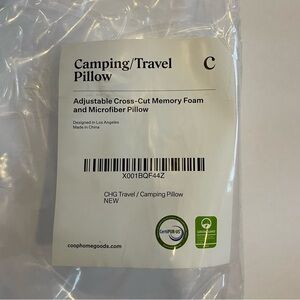 Camping/Travel
Pillow
C
Adjustable Cross-Cut Memory Foam
and Microfiber Pillow
Designed in Los Angeles
Made in China
X001BQF44Z
CHG Travel / Camping Pillow
NEW
CertiPUR-US
coophomegoods.com